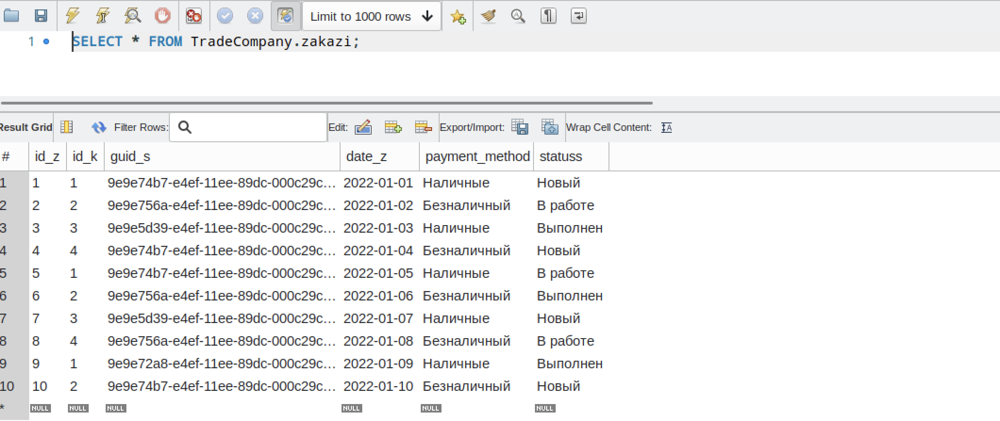 Limit to 1000 rows
1 SELECT * FROM TradeCompany.zakazi;
Result Grid Filter Rows: Edit: Export/Import: Wrap Cell Content:
# id_z id_k guid_s date_z payment_method statuss
1 1 1 9e9e74b7-e4ef-11ee-89dc-000c29c... 2022-01-01 Наличные Новый
2 2 2 9e9e756a-e4ef-11ee-89dc-000c29c... 2022-01-02 Безналичный В работе
3 3 3 9e9e5d39-e4ef-11ee-89dc-000c29c... 2022-01-03 Наличные Выполнен
4 4 4 9e9e74b7-e4ef-11ee-89dc-000c29c... 2022-01-04 Безналичный Новый
5 5 1 9e9e74b7-e4ef-11ee-89dc-000c29c... 2022-01-05 Наличные В работе
6 6 2 9e9e756a-e4ef-11ee-89dc-000c29c... 2022-01-06 Безналичный Выполнен
7 7 3 9e9e5d39-e4ef-11ee-89dc-000c29c... 2022-01-07 Наличные Новый
8 8 4 9e9e756a-e4ef-11ee-89dc-000c29c... 2022-01-08 Безналичный В работе
9 9 1 9e9e72a8-e4ef-11ee-89dc-000c29c... 2022-01-09 Наличные Выполнен
10 10 2 9e9e74b7-e4ef-11ee-89dc-000c29c... 2022-01-10 Безналичный Новый
* NULL NULL NULL NULL NULL NULL